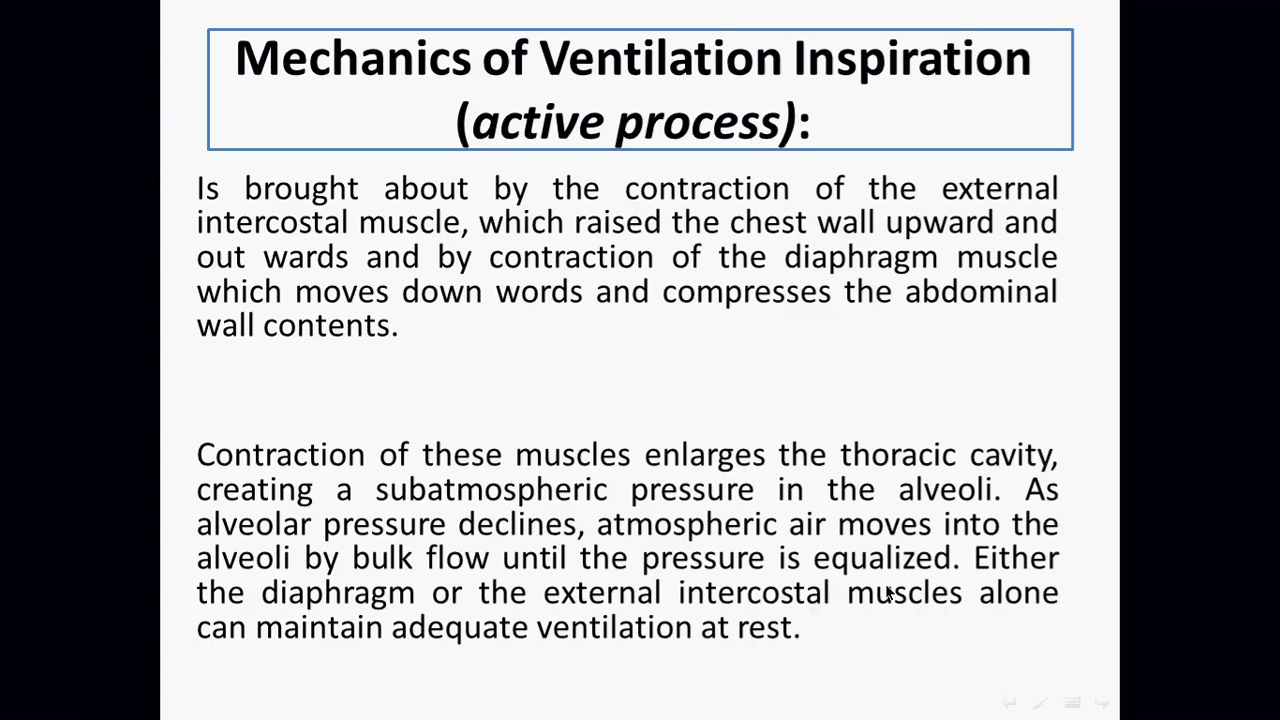 Mechanics of Ventilation Inspiration
(active process):
Is brought about by the contraction of the external
intercostal muscle, which raised the chest wall upward and
out wards and by contraction of the diaphragm muscle
which moves down words and compresses the abdominal
wall contents.
Contraction of these muscles enlarges the thoracic cavity,
creating a subatmospheric pressure in the alveoli. As
alveolar pressure declines, atmospheric air moves into the
alveoli by bulk flow until the pressure is equalized. Either
the diaphragm or the external intercostal muscles alone
can maintain adequate ventilation at rest.